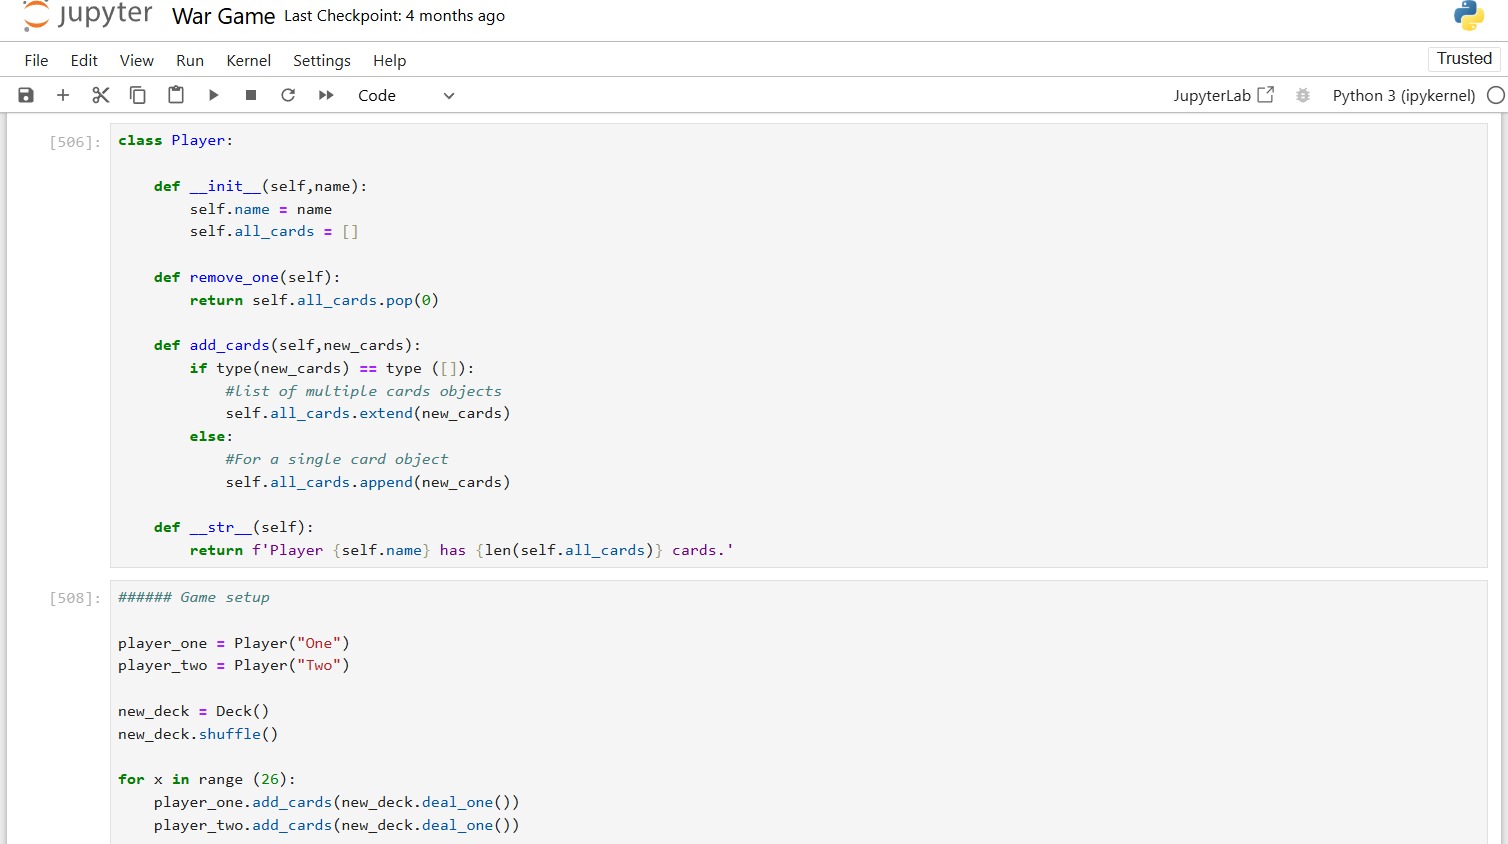 jupyter War Game Last Checkpoint: 4 months ago
File Edit View Run Kernel Settings Help Trusted
Code JupyterLab Python 3 (ipykernel)
[506]: class Player:
def __init__(self,name):
self.name = name
self.all_cards = []
def remove_one(self):
return self.all_cards.pop(0)
def add_cards(self,new_cards):
if type(new_cards) == type ([]):
#list of multiple cards objects
self.all_cards.extend(new_cards)
else:
#For a single card object
self.all_cards.append(new_cards)
def __str__(self):
return f'Player {self.name} has {len(self.all_cards)} cards.'
[508]: ###### Game setup
player_one = Player("One")
player_two = Player("Two")
new_deck = Deck()
new_deck.shuffle()
for x in range (26):
player_one.add_cards(new_deck.deal_one())
player_two.add_cards(new_deck.deal_one())